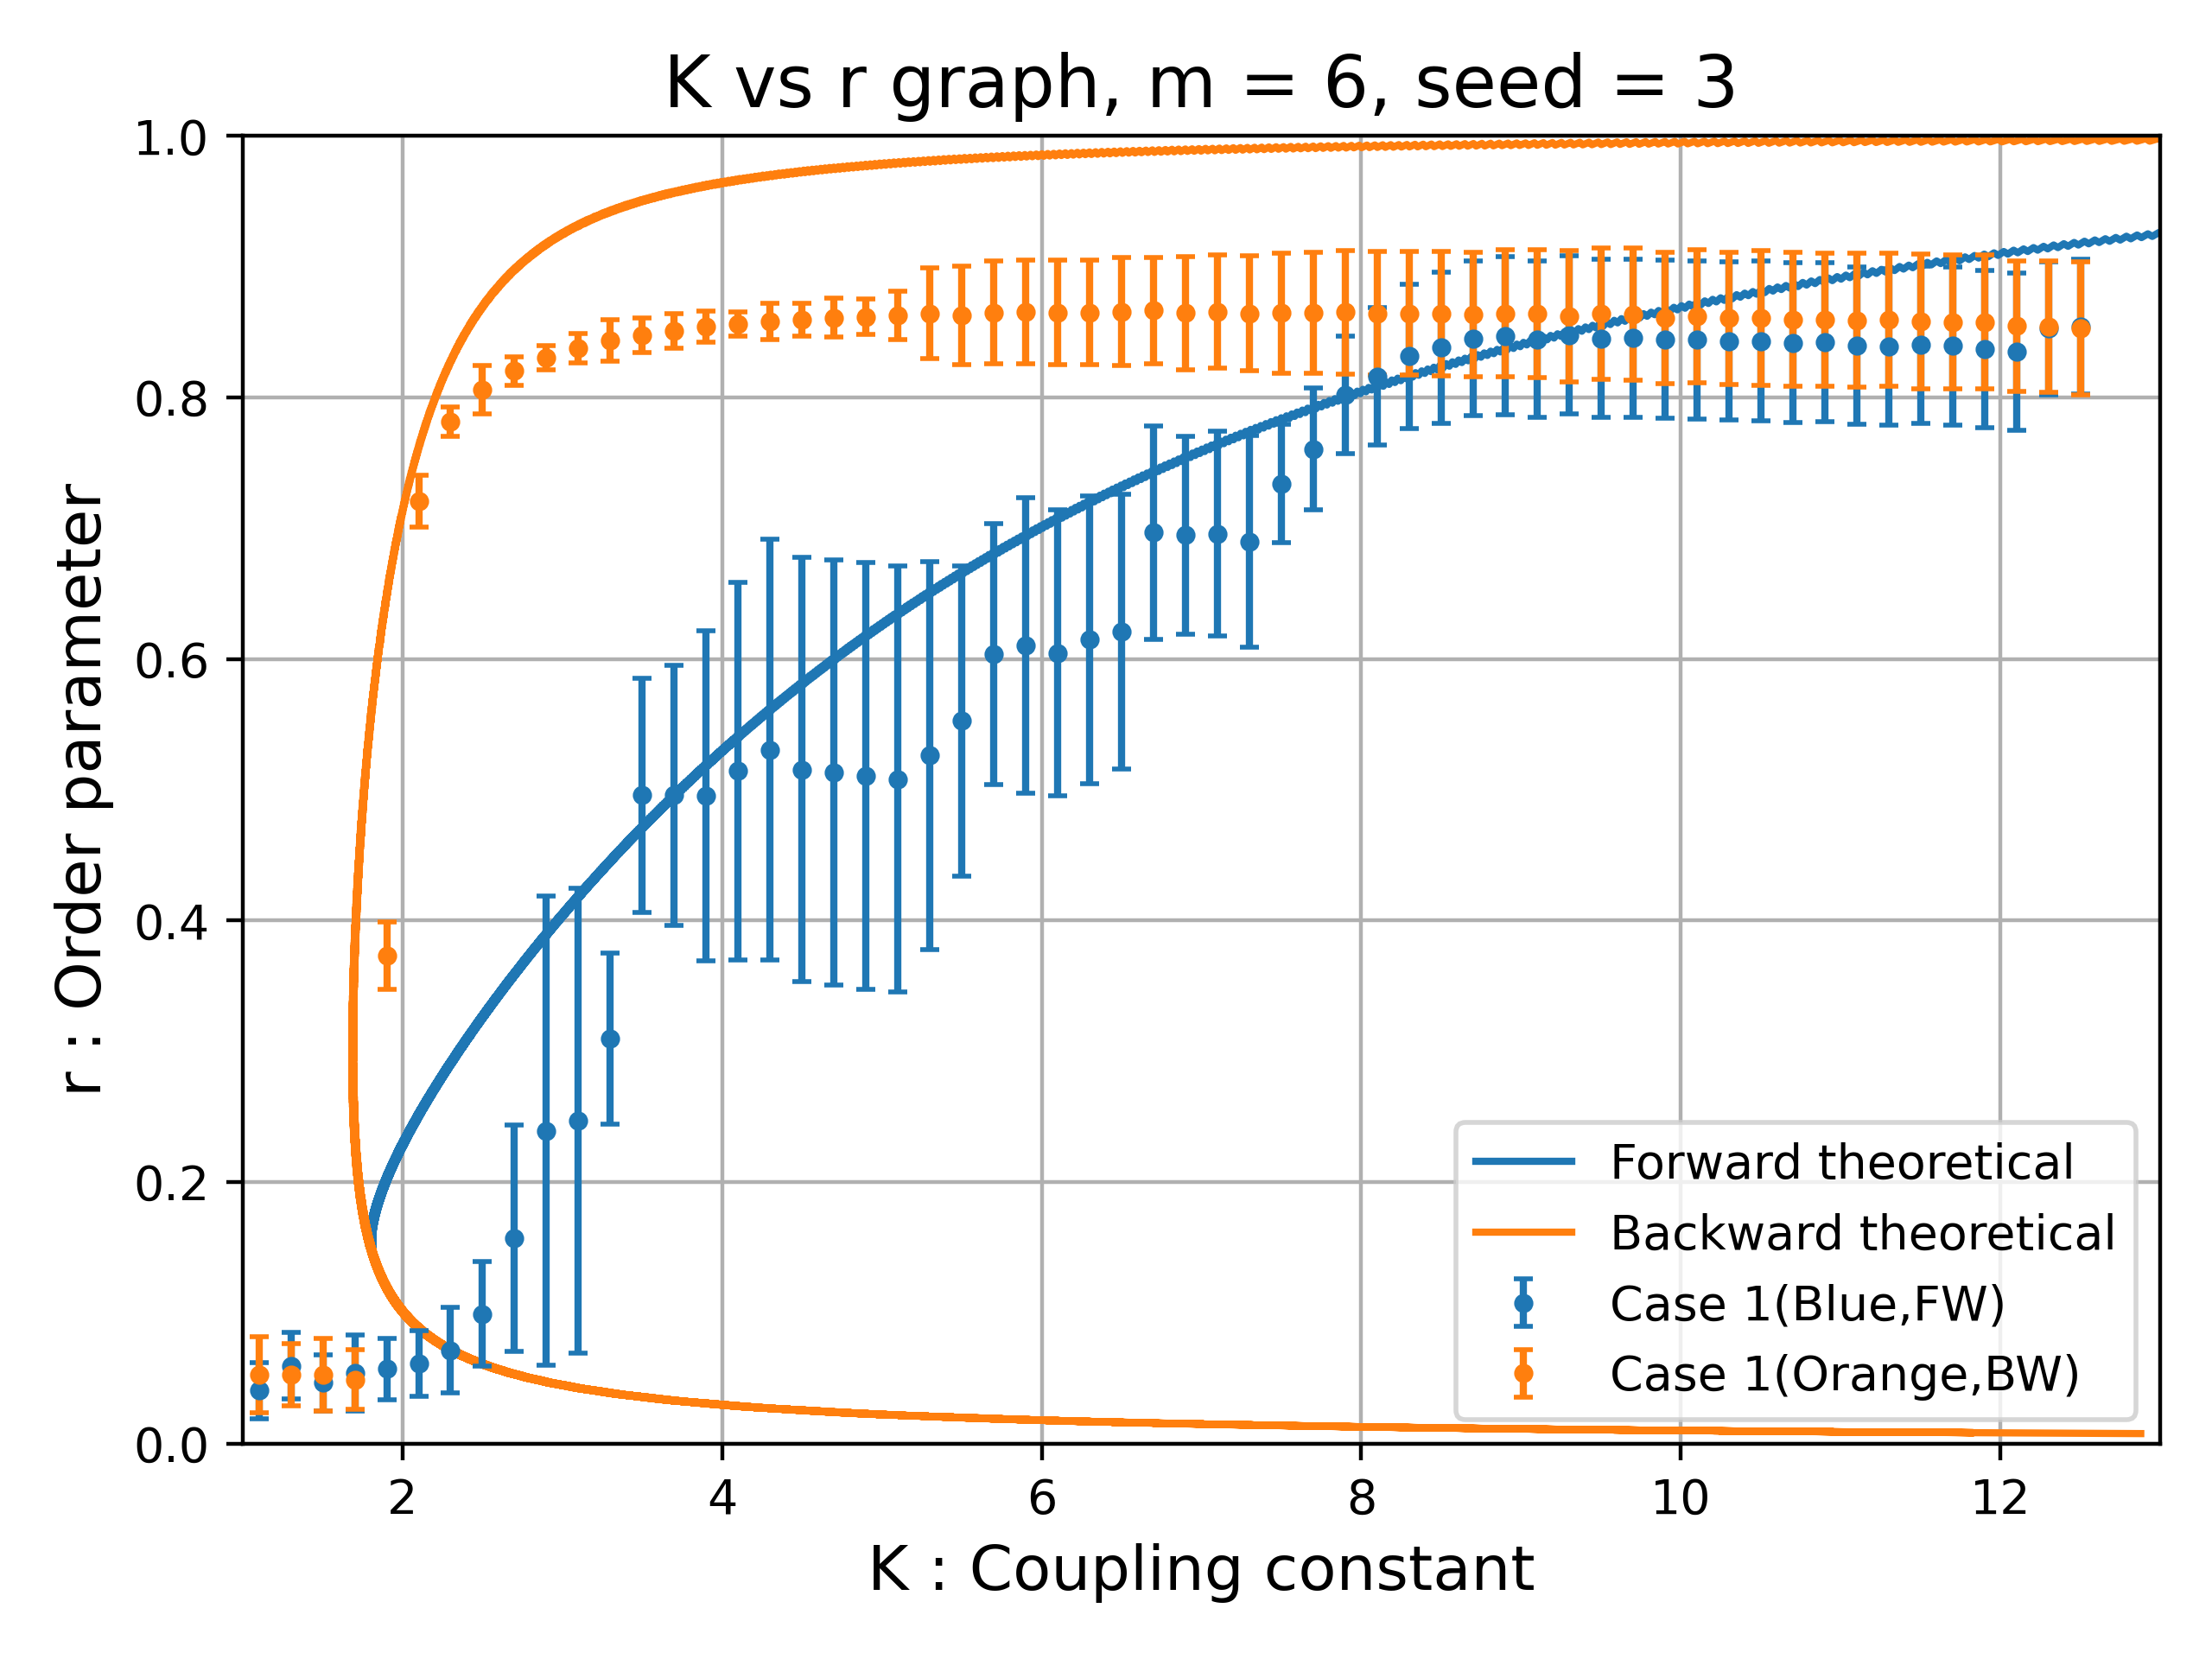 K vs r graph, m = 6, seed = 3
1.0
0.8
0.6
0.4
0.2
0.0
r : Order parameter
2 4 6 8 10 12
K : Coupling constant
Forward theoretical
Backward theoretical
Case 1(Blue,FW)
Case 1(Orange,BW)